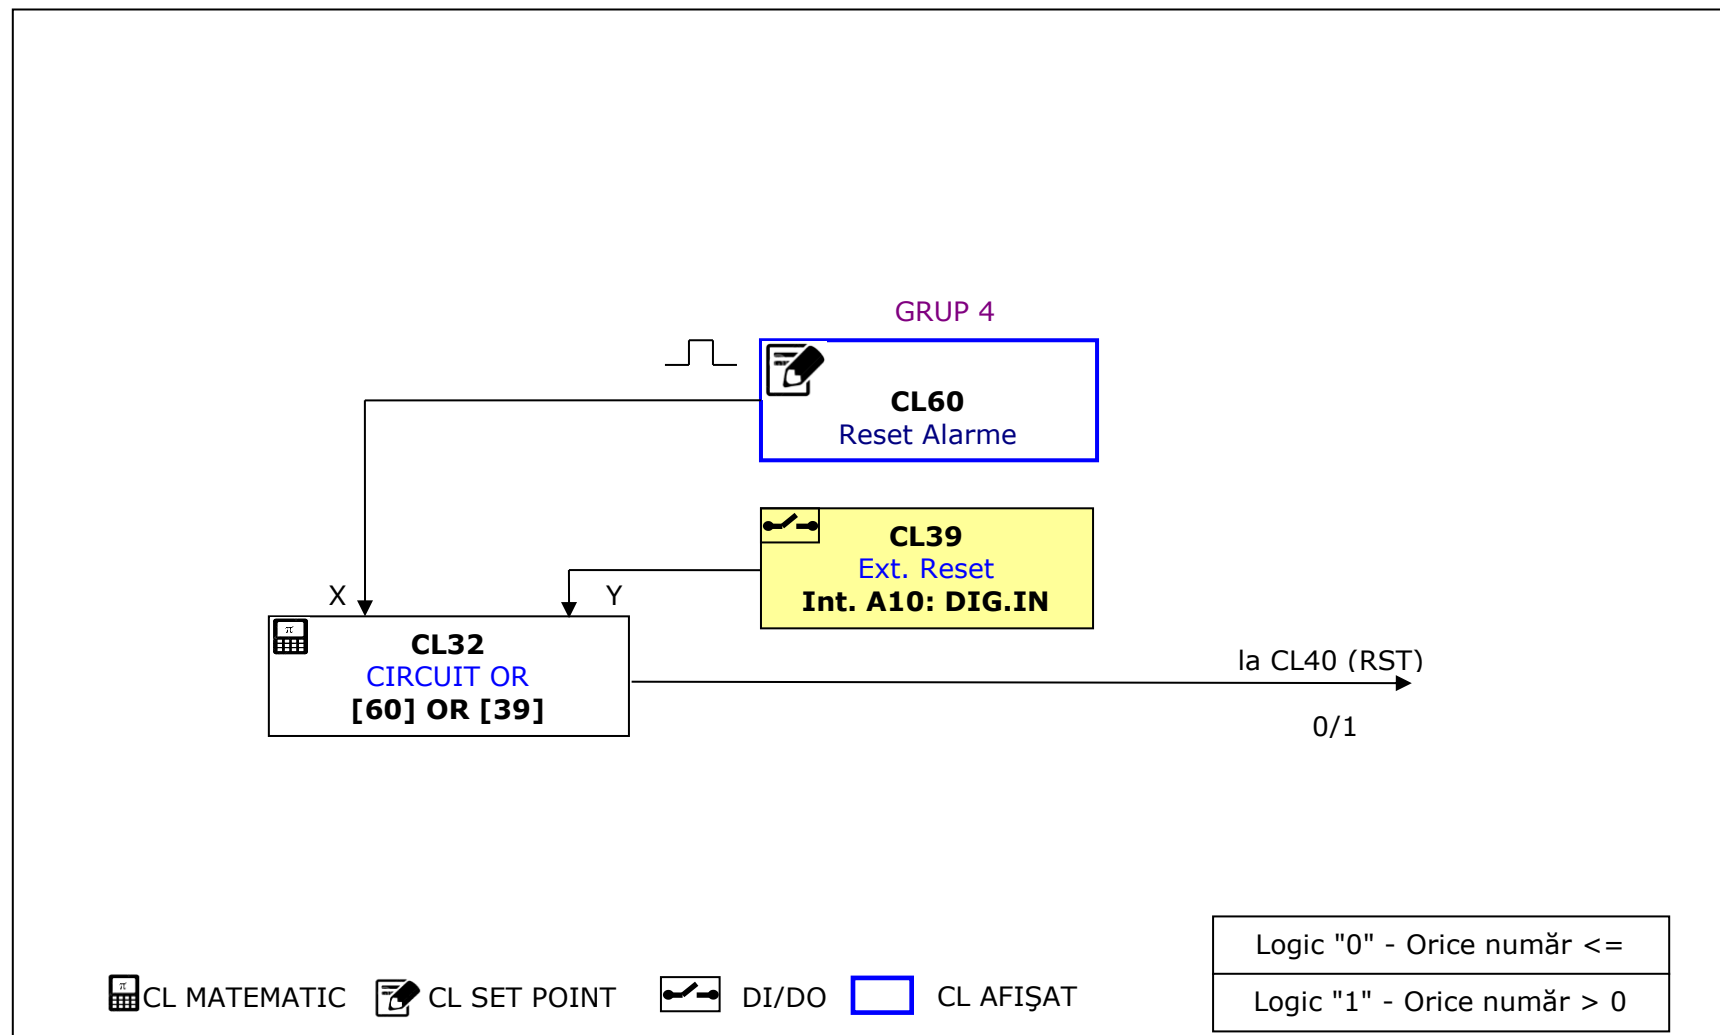 GRUP 4
CL60
Reset Alarme
CL39
Ext. Reset
Int. A10: DIG.IN
X
Y
π
CL32
CIRCUIT OR
[60] OR [39]
la CL40 (RST)
0/1
Logic "0" - Orice număr <=
Logic "1" - Orice număr > 0
π
CL MATEMATIC
CL SET POINT
DI/DO
CL AFIŞAT